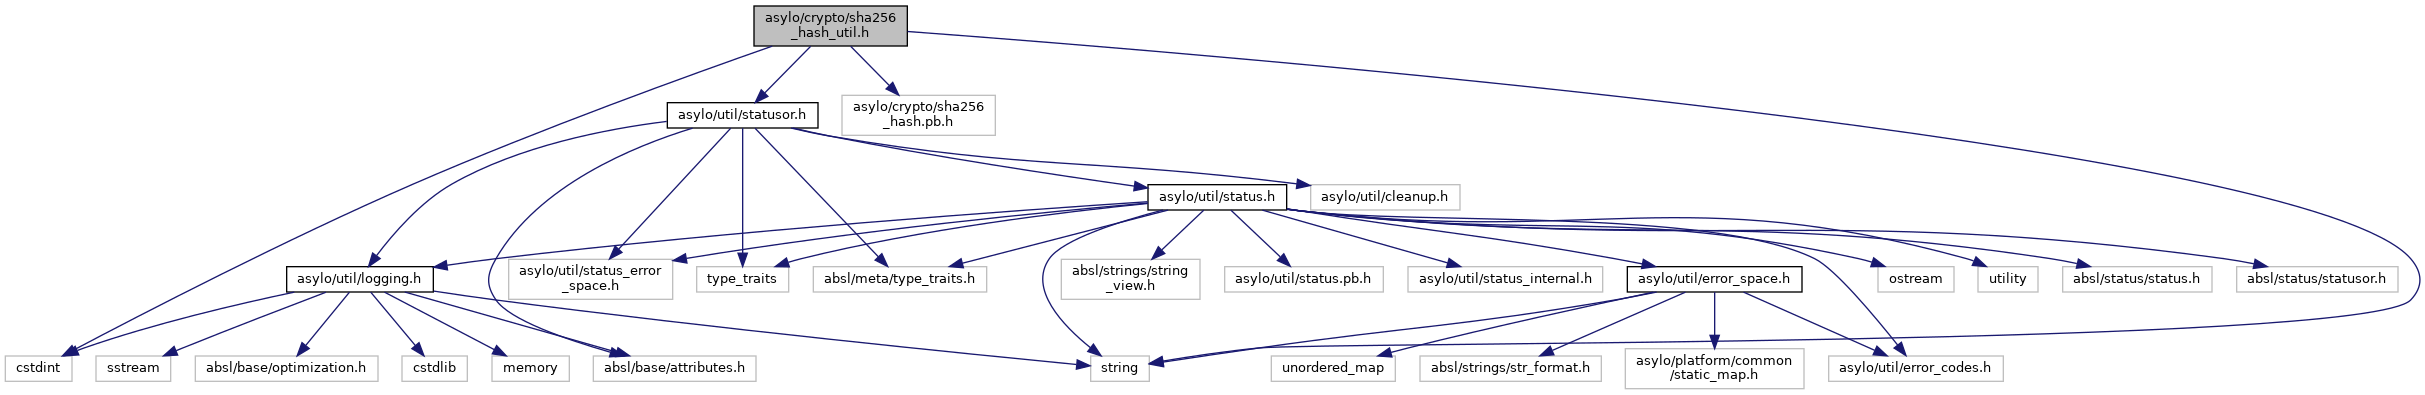 asylo/crypto/sha256
_hash_util.h
asylo/util/statusor.h
asylo/crypto/sha256
_hash.pb.h
asylo/util/status.h
asylo/util/cleanup.h
asylo/util/logging.h
asylo/util/status_error
_space.h
type_traits
absl/meta/type_traits.h
absl/strings/string
_view.h
asylo/util/status.pb.h
asylo/util/status_internal.h
asylo/util/error_space.h
ostream
utility
absl/status/status.h
absl/status/statusor.h
cstdint
sstream
absl/base/optimization.h
cstdlib
memory
absl/base/attributes.h
string
unordered_map
absl/strings/str_format.h
asylo/platform/common
/static_map.h
asylo/util/error_codes.h